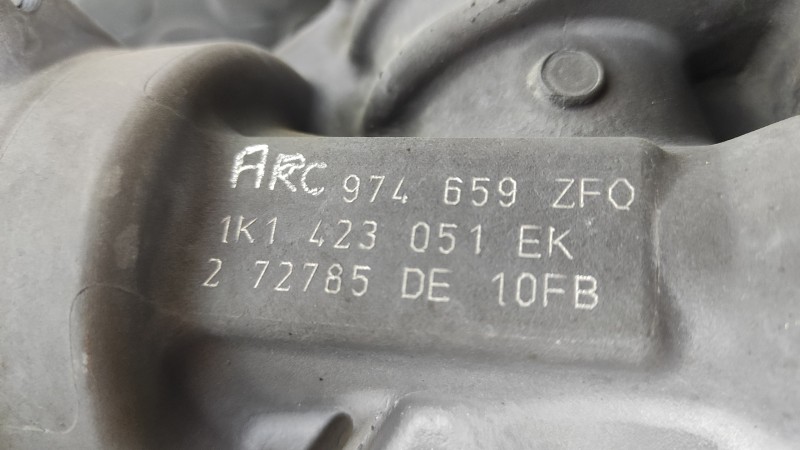 ARC 974 659 ZFO
1K1 423 051 EK
2 72785 DE 10FB